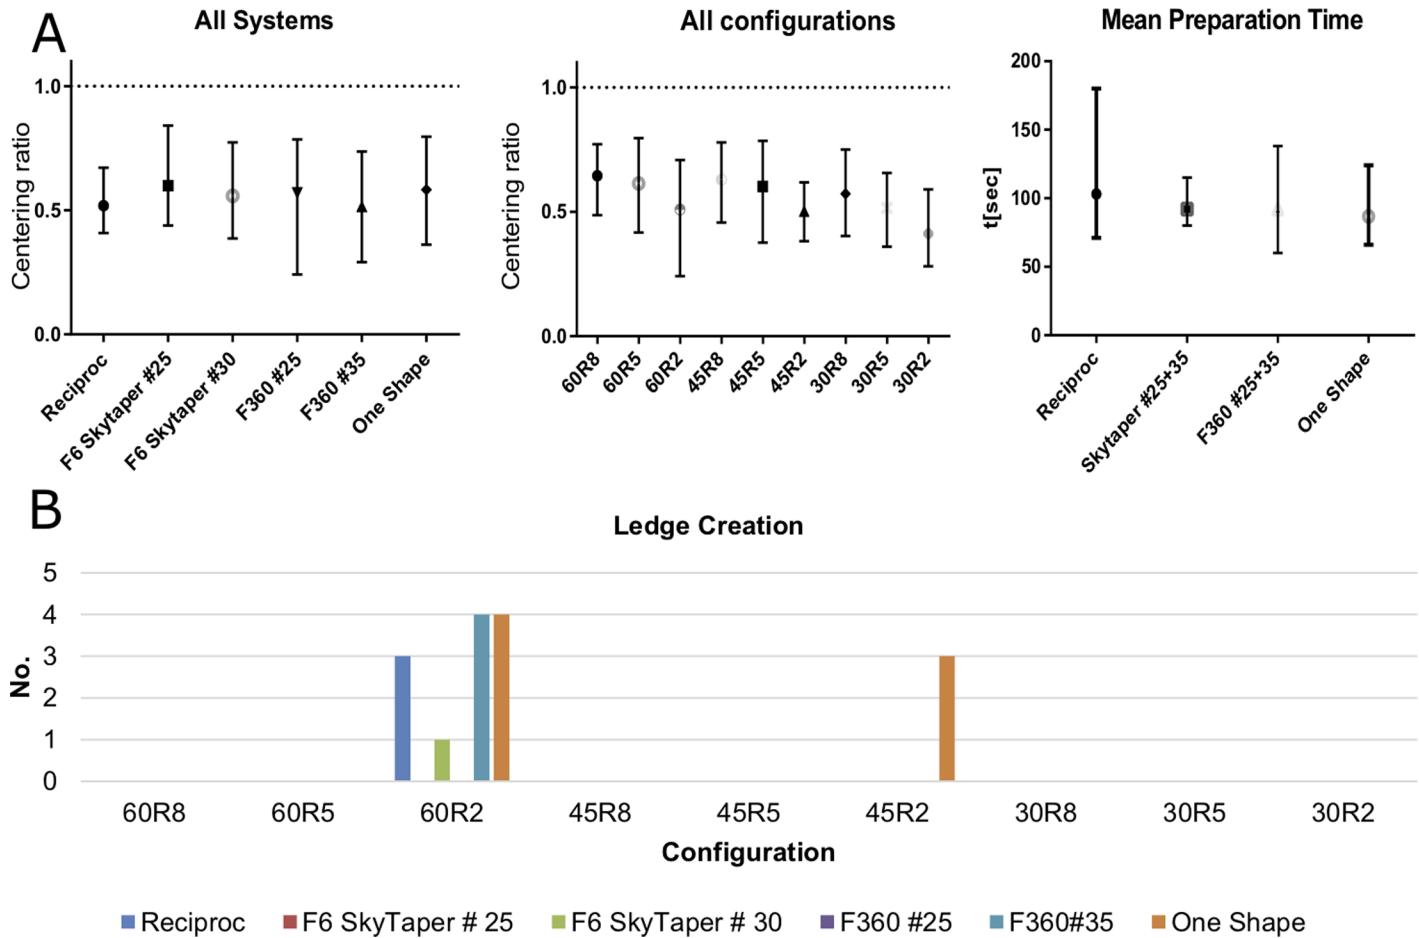 A
All Systems
Centering ratio
1.0
0.5
0.0
Reciproc
F6 Skytaper #25
F6 Skytaper #30
F360 #25
F360 #35
One Shape
All configurations
Centering ratio
1.0
0.5
0.0
60R8
60R5
60R2
45R8
45R5
45R2
30R8
30R5
30R2
Mean Preparation Time
t[sec]
200
150
100
50
0
Reciproc
Skytaper #25+35
F360 #25+35
One Shape
B
Ledge Creation
No.
5
4
3
2
1
0
60R8 60R5 60R2 45R8 45R5 45R2 30R8 30R5 30R2
Configuration
Reciproc F6 SkyTaper # 25 F6 SkyTaper # 30 F360 #25 F360#35 One Shape